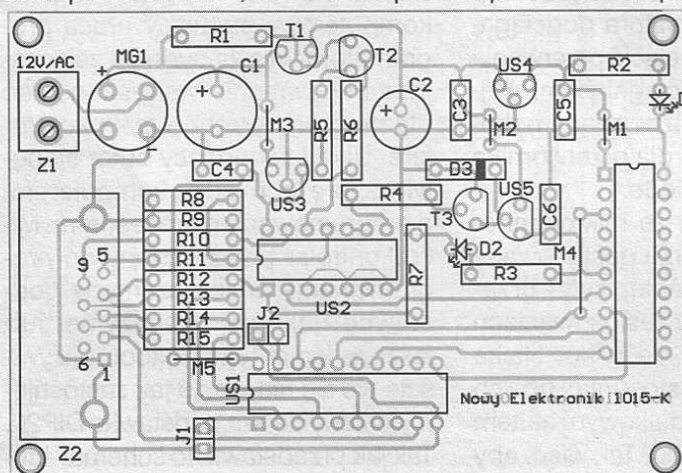 12V/AC
MG1
R1
T1
T2
C1
C2
US4
R2
Z1
M3
R5
R6
C3
M2
C5
M1
C4
US3
D3
R8
R4
R9
T3
US5
C6
R10
D2
M4
R11
R7
R3
9
5
R12
R13
US2
R14
J2
R15
6
1
M5
US1
Nowy Elektronik 1015-K
Z2
J1